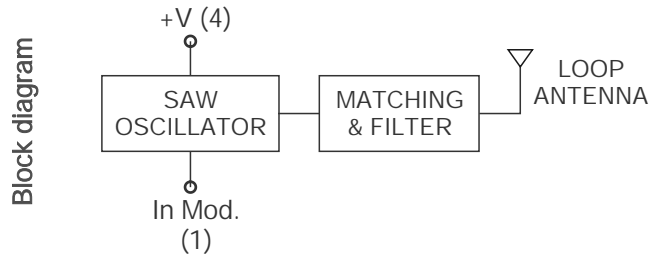 Block diagram
+V (4)
SAW
OSCILLATOR
MATCHING
& FILTER
LOOP
ANTENNA
In Mod.
(1)